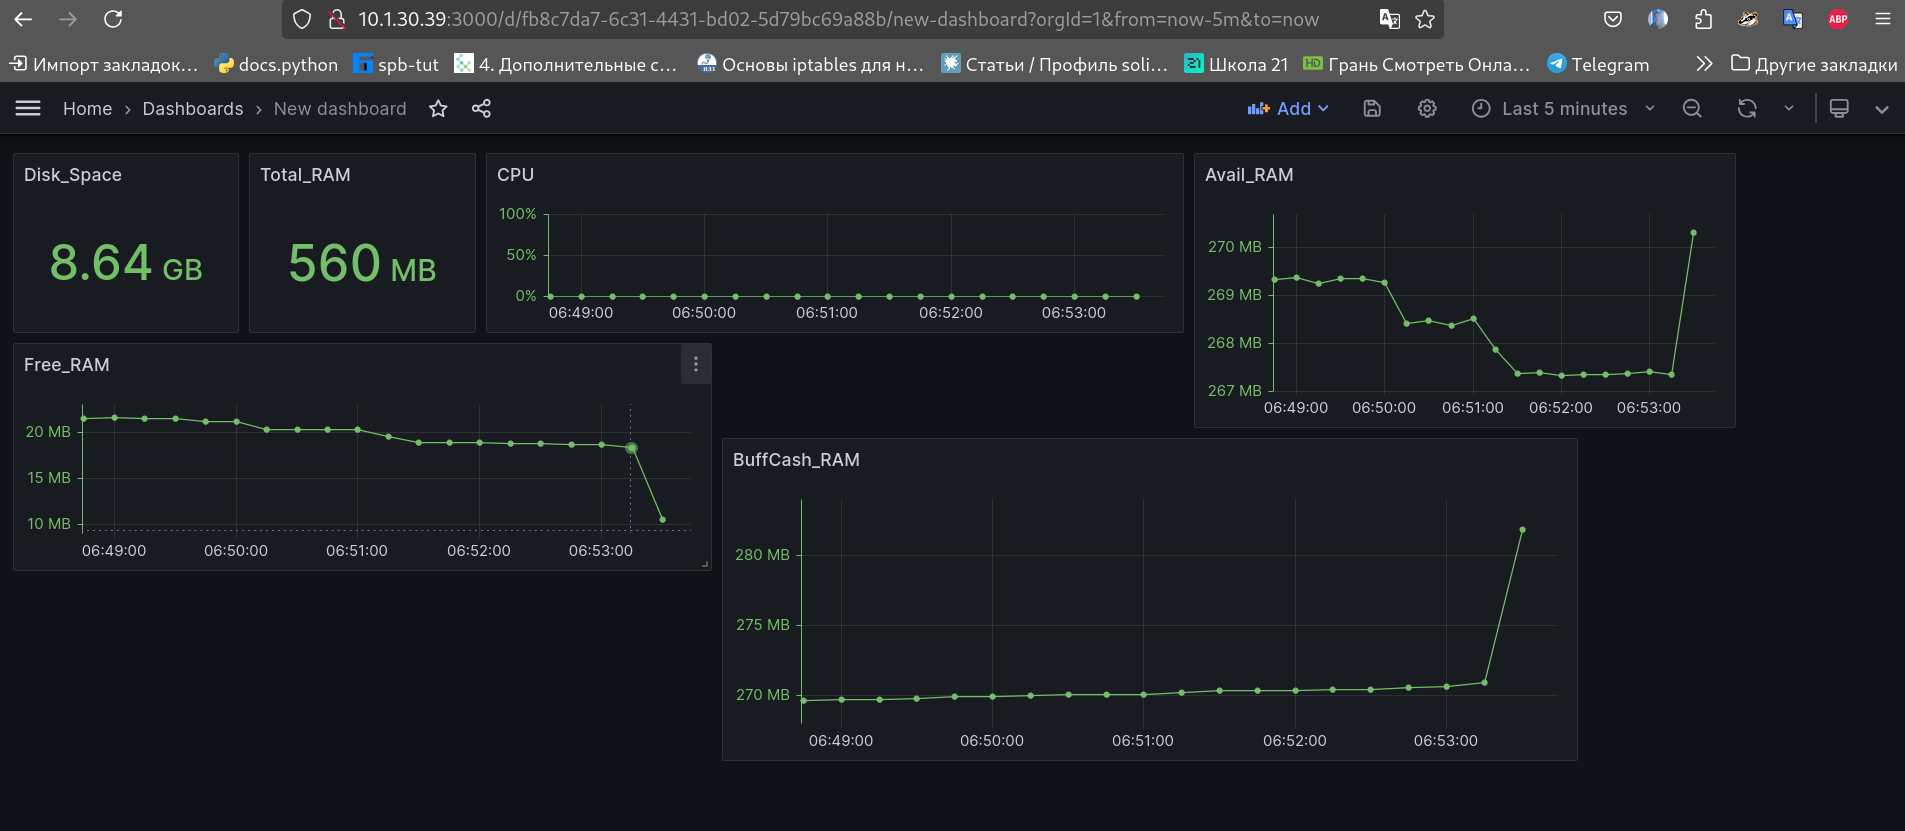 10.1.30.39:3000/d/fb8c7da7-6c31-4431-bd02-5d79bc69a88b/new-dashboard?orgId=1&from=now-5m&to=now
ABP
Импорт закладок… docs.python spb-tut 4. Дополнительные с… Основы iptables для н… Статьи / Профиль soli… 21 Школа 21 HD Грань Смотреть Онла… Telegram Другие закладки
Home › Dashboards › New dashboard Add Last 5 minutes
Disk_Space
8.64 GB
Total_RAM
560 MB
CPU
100%
50%
0%
06:49:00 06:50:00 06:51:00 06:52:00 06:53:00
Avail_RAM
270 MB
269 MB
268 MB
267 MB
06:49:00 06:50:00 06:51:00 06:52:00 06:53:00
Free_RAM
20 MB
15 MB
10 MB
06:49:00 06:50:00 06:51:00 06:52:00 06:53:00
BuffCash_RAM
280 MB
275 MB
270 MB
06:49:00 06:50:00 06:51:00 06:52:00 06:53:00